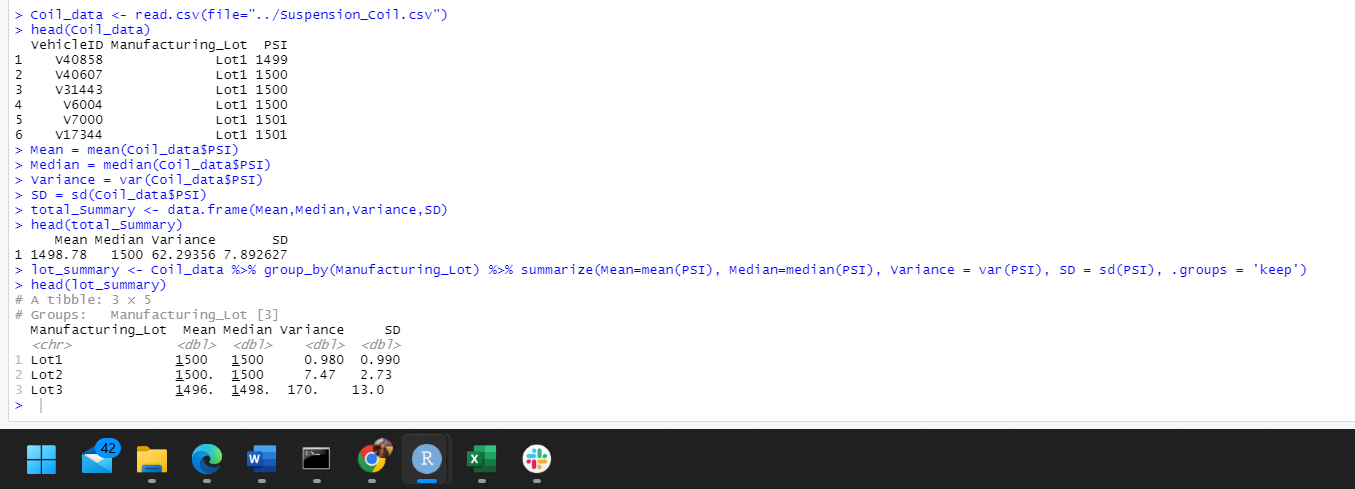 > Coil_data <- read.csv(file="../Suspension_Coil.csv")
> head(Coil_data)
  VehicleID Manufacturing_Lot  PSI
1    V40858              Lot1 1499
2    V40607              Lot1 1500
3    V31443              Lot1 1500
4     V6004              Lot1 1500
5     V7000              Lot1 1501
6    V17344              Lot1 1501
> Mean = mean(Coil_data$PSI)
> Median = median(Coil_data$PSI)
> Variance = var(Coil_data$PSI)
> SD = sd(Coil_data$PSI)
> total_Summary <- data.frame(Mean,Median,Variance,SD)
> head(total_Summary)
     Mean Median Variance       SD
1 1498.78   1500 62.29356 7.892627
> lot_summary <- Coil_data %>% group_by(Manufacturing_Lot) %>% summarize(Mean=mean(PSI), Median=median(PSI), Variance = var(PSI), SD = sd(PSI), .groups = 'keep')
> head(lot_summary)
# A tibble: 3 x 5
# Groups:   Manufacturing_Lot [3]
  Manufacturing_Lot  Mean Median Variance     SD
  <chr>             <dbl>  <dbl>    <dbl>  <dbl>
1 Lot1              1500   1500     0.980  0.990
2 Lot2              1500.  1500     7.47   2.73
3 Lot3              1496.  1498.  170.    13.0
>
42
W
C:\_
R
X